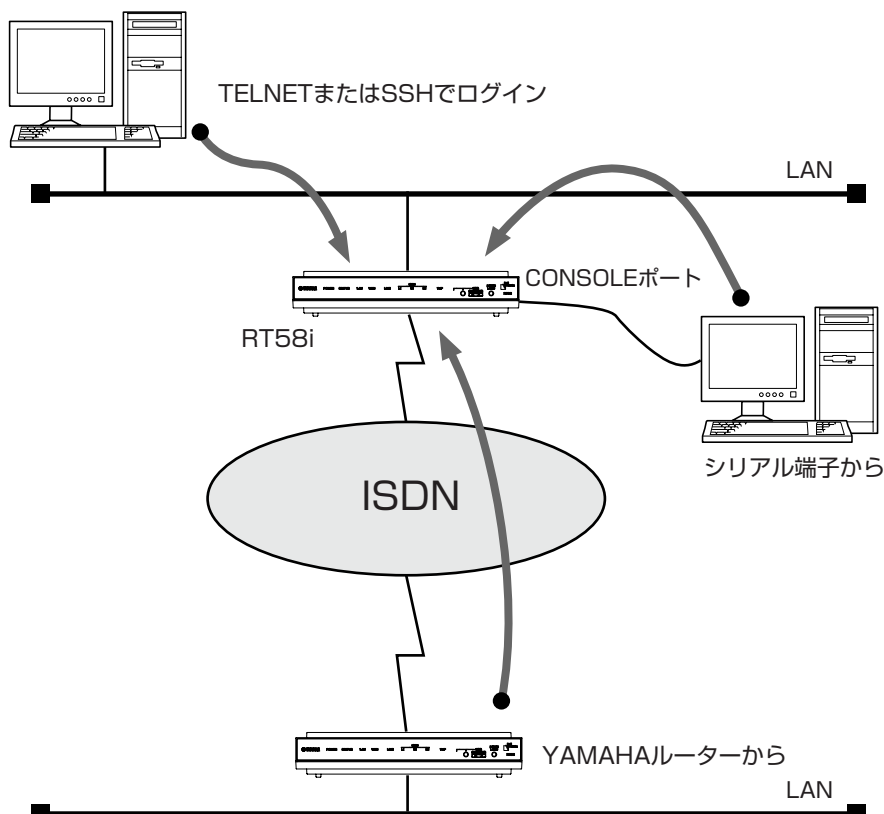 TELNETまたはSSHでログイン
LAN
CONSOLEポート
RT58i
シリアル端子から
ISDN
YAMAHAルーターから
LAN